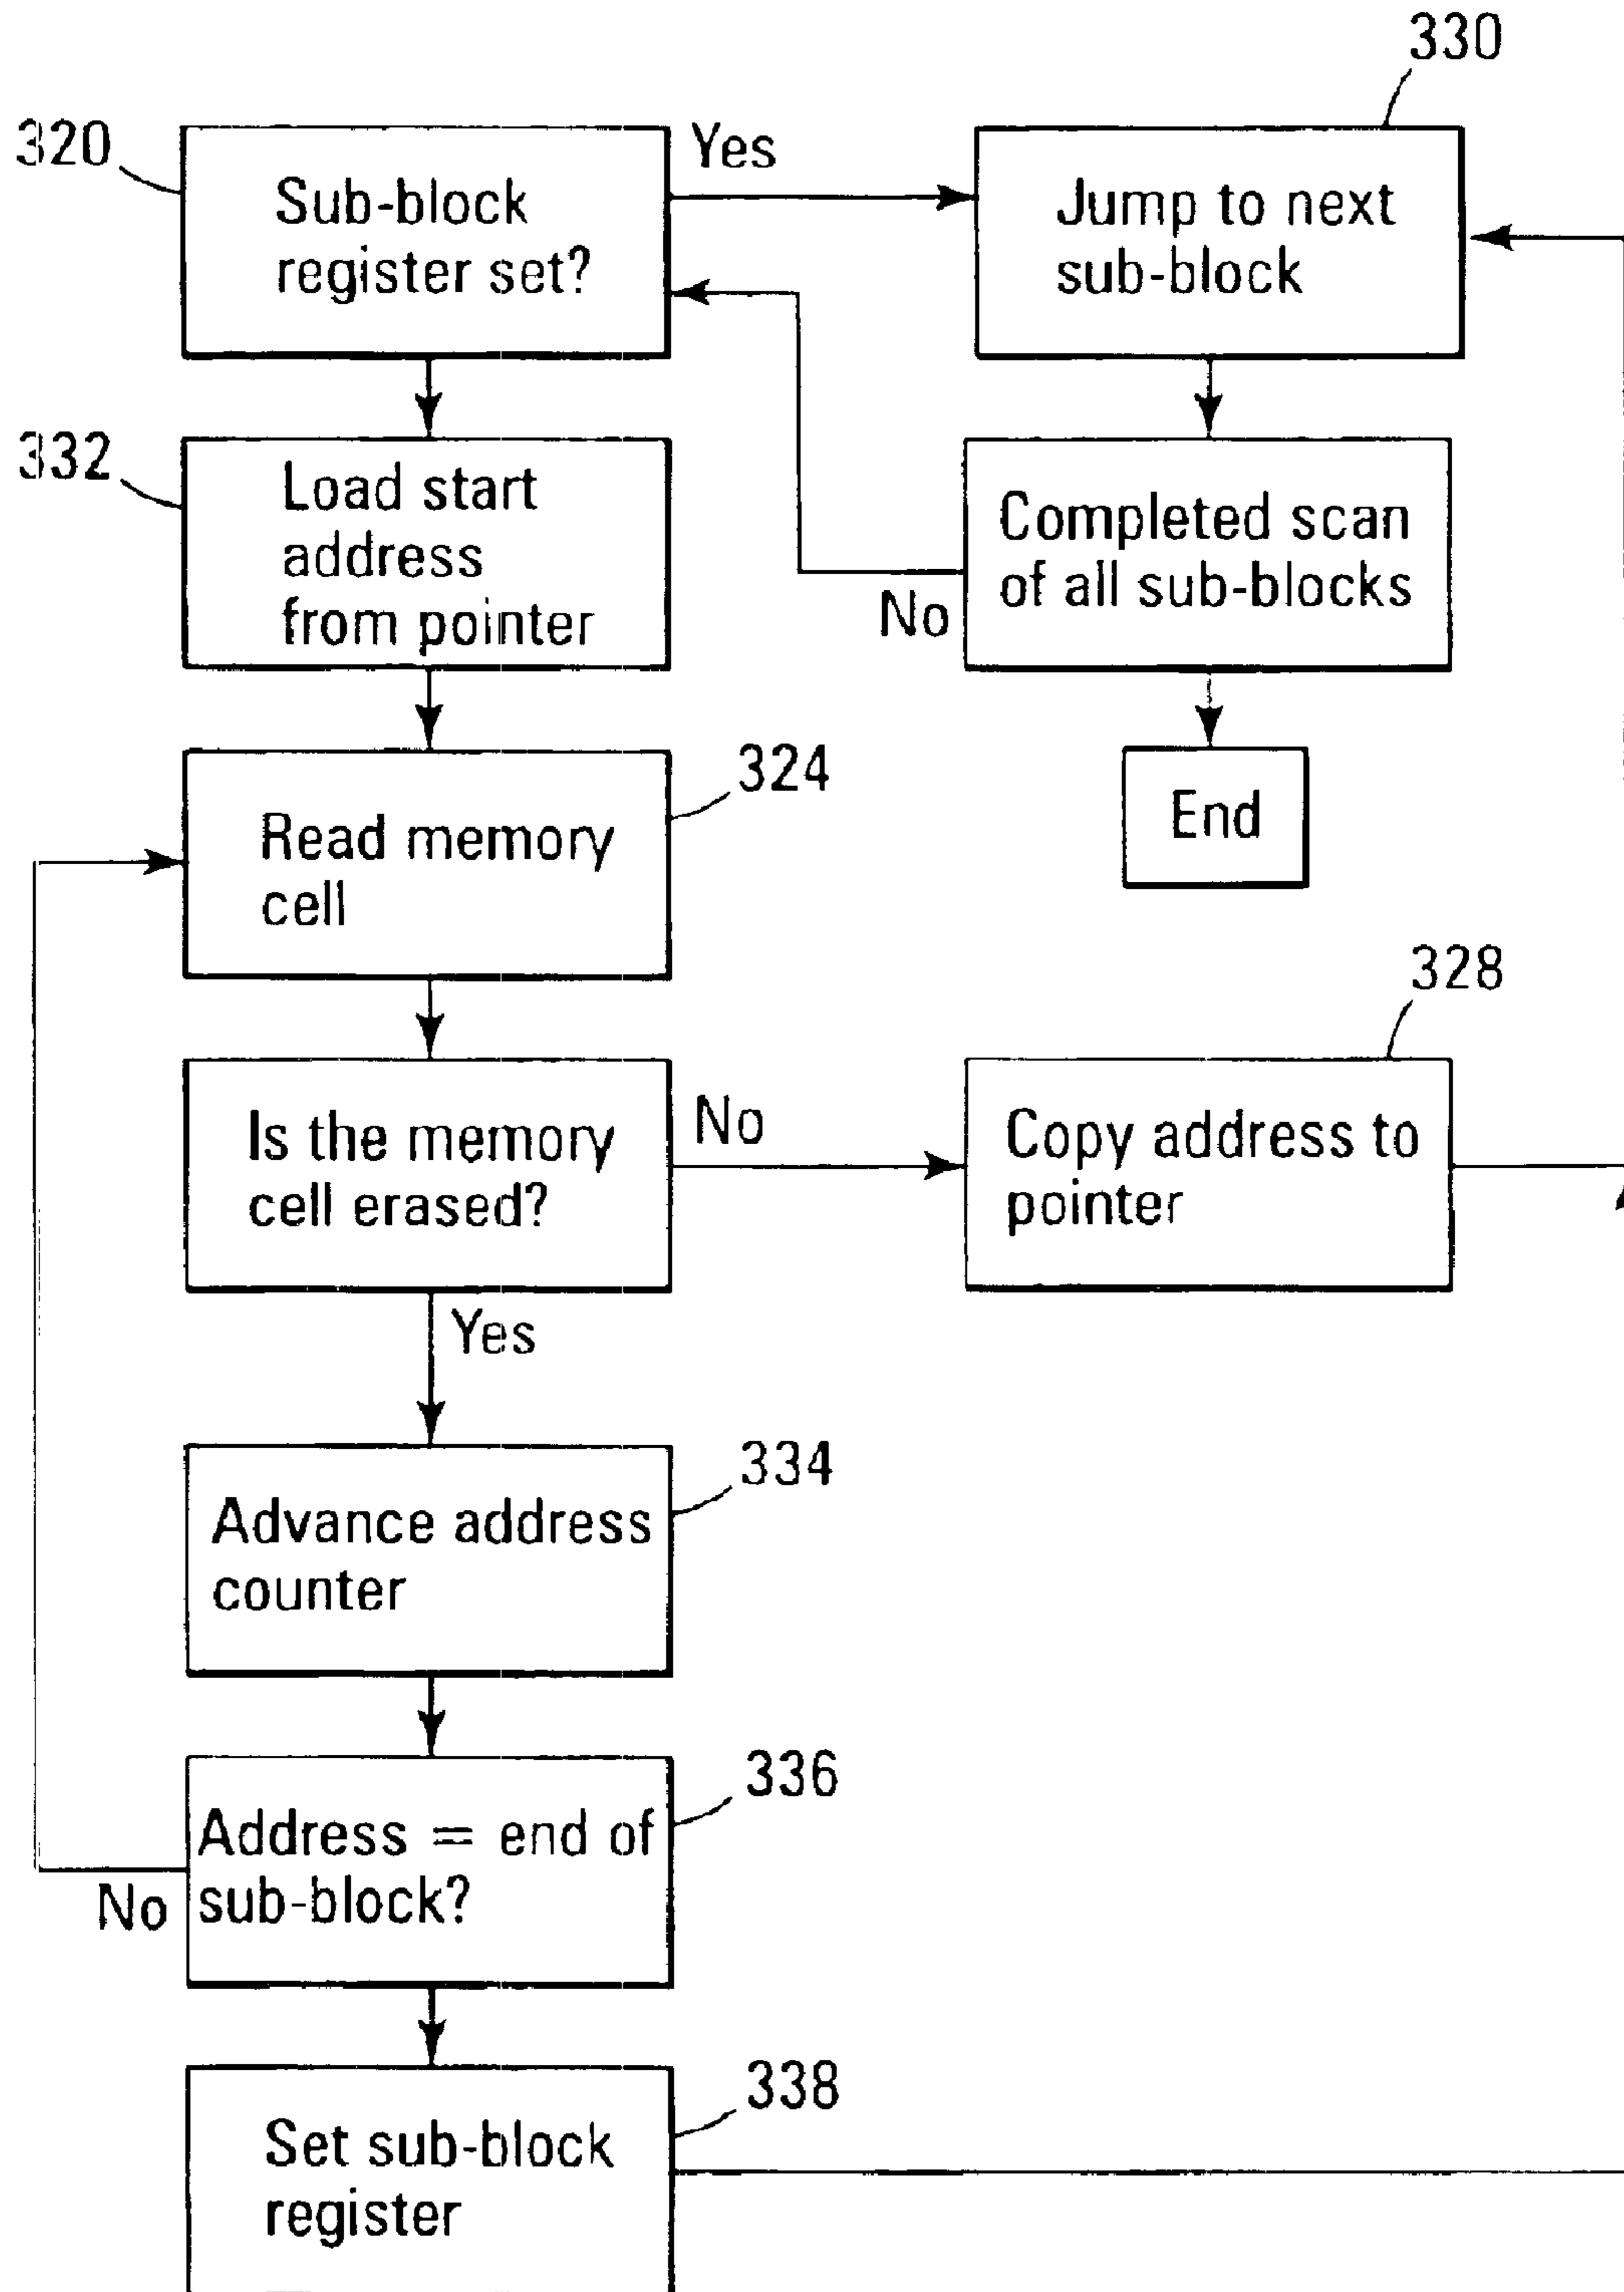 330
320
Yes
Sub-block
register set?
Jump to next
sub-block
332
Load start
address
from pointer
Completed scan
of all sub-blocks
No
324
Read memory
cell
End
328
Is the memory
cell erased?
No
Copy address to
pointer
Yes
334
Advance address
counter
336
Address = end of
sub-block?
No
338
Set sub-block
register